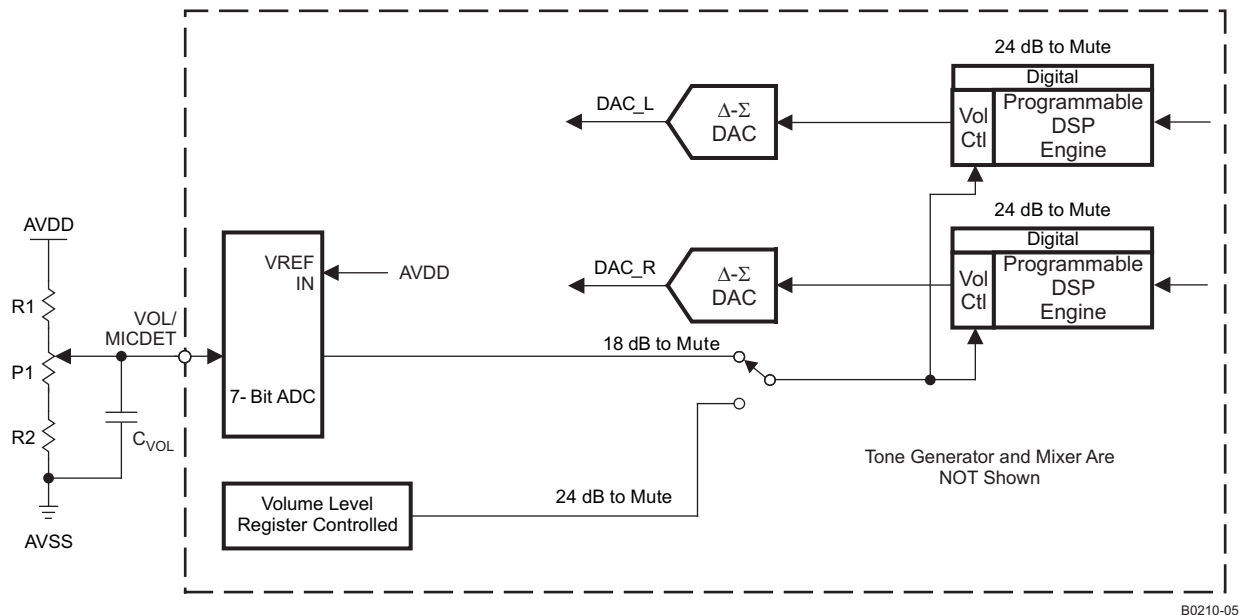 24 dB to Mute
Digital
DAC_L
Δ-Σ
DAC
Vol
Ctl
Programmable
DSP
Engine
24 dB to Mute
Digital
AVDD
VREF
IN
AVDD
DAC_R
Δ-Σ
DAC
Vol
Ctl
Programmable
DSP
Engine
R1
VOL/
MICDET
18 dB to Mute
P1
7- Bit ADC
R2
CVOL
Tone Generator and Mixer Are
NOT Shown
Volume Level
Register Controlled
24 dB to Mute
AVSS
B0210-05